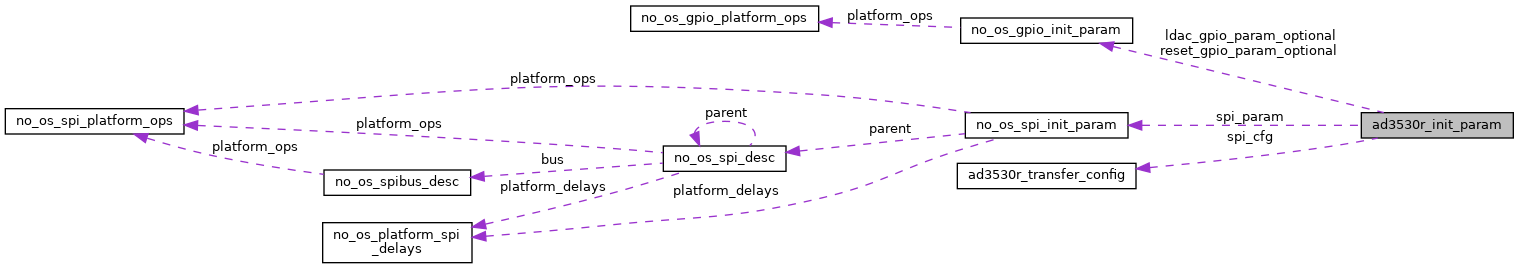 no_os_gpio_platform_ops
platform_ops
no_os_gpio_init_param
ldac_gpio_param_optional
reset_gpio_param_optional
platform_ops
no_os_spi_platform_ops
platform_ops
parent
parent
no_os_spi_init_param
spi_param
ad3530r_init_param
spi_cfg
platform_ops
bus
no_os_spi_desc
ad3530r_transfer_config
no_os_spibus_desc
platform_delays
platform_delays
no_os_platform_spi
_delays